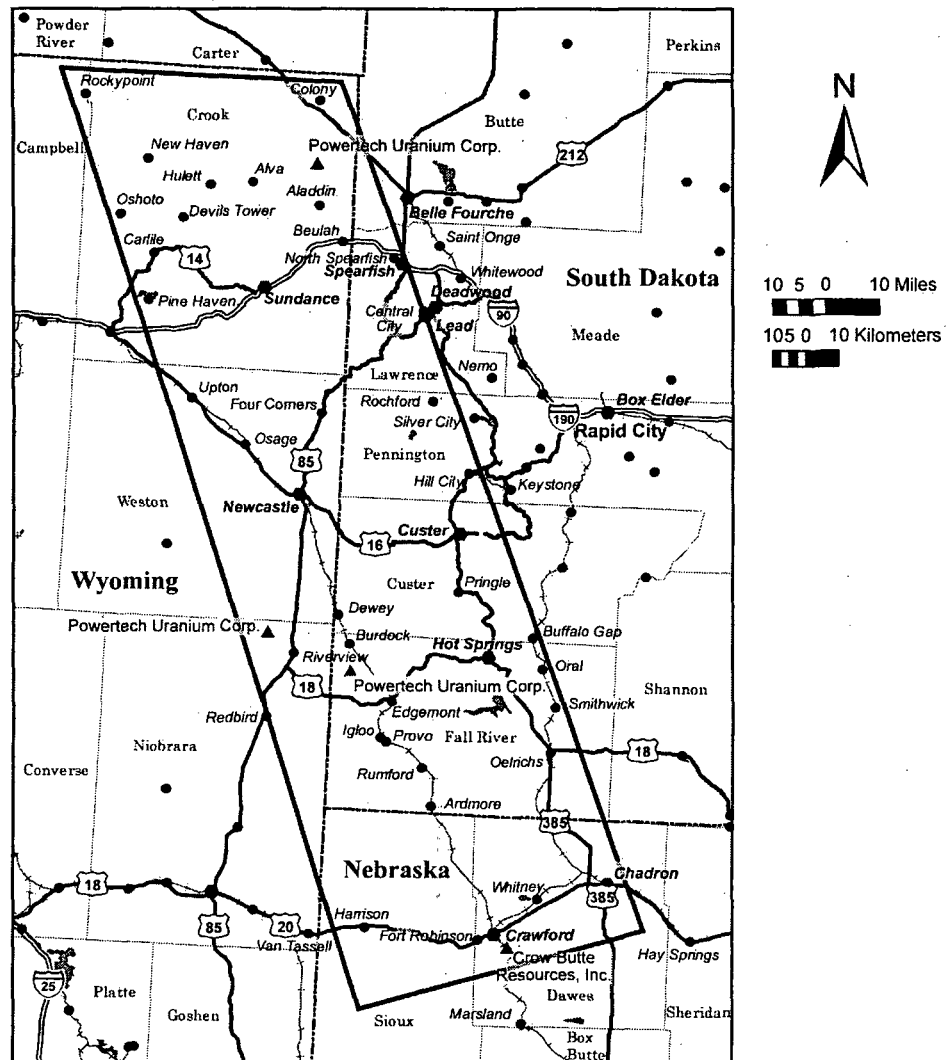 Powder
River
Carter
Perkins
Rockypoint
Colony
Crook
Butte
Campbell
New Haven
Powertech Uranium Corp.
212
N
Hulett
Alva
Aladdin
Oshoto
Devils Tower
Belle Fourche
Beulah
Saint Onge
Carlile
14
North Spearfish
Spearfish
Whitewood
South Dakota
Pine Haven
Sundance
Deadwood
10 5 0 10 Miles
Central
City
Lead
90
Meade
105 0 10 Kilometers
Lawrence
Nemo
Upton
Four Corners
Rochford
Box Elder
Silver City
190
Rapid City
Osage
85
Pennington
Hill City
Keystone
Weston
Newcastle
Custer
16
Wyoming
Custer
Pringle
Dewey
Powertech Uranium Corp.
Burdock
Buffalo Gap
Hot Springs
Riverview
Oral
18
Powertech Uranium Corp.
Shannon
Redbird
Edgemont
Smithwick
Niobrara
Igloo
Provo
Fall River
18
Converse
Rumford
Oelrichs
Ardmore
385
Nebraska
Chadron
18
Whitney
385
85
20
Harrison
Van Tassell
Fort Robinson
Crawford
Crow Butte
Resources, Inc.
Hay Springs
25
Platte
Goshen
Sioux
Dawes
Marsland
Sheridan
Box
Butte